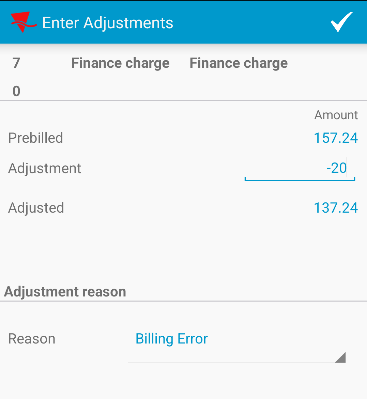 Enter Adjustments
7 Finance charge Finance charge
0
Amount
Prebilled 157.24
Adjustment -20
Adjusted 137.24
Adjustment reason
Reason Billing Error